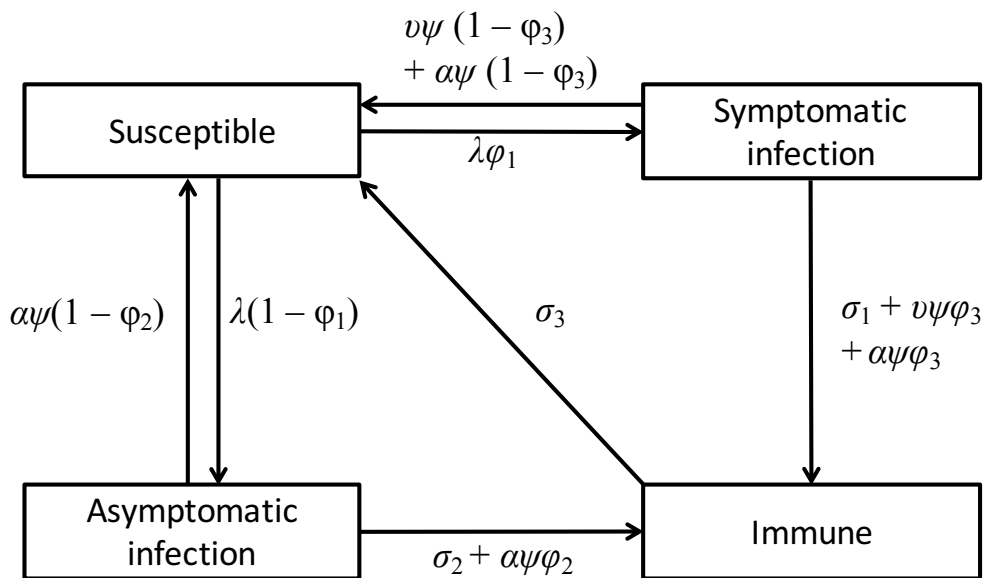 υψ (1 – φ₃)
+ αψ (1 – φ₃)
Susceptible
Symptomatic
infection
λφ₁
αψ(1 – φ₂)
λ(1 – φ₁)
σ₃
σ₁ + υψφ₃
+ αψφ₃
Asymptomatic
infection
σ₂ + αψφ₂
Immune